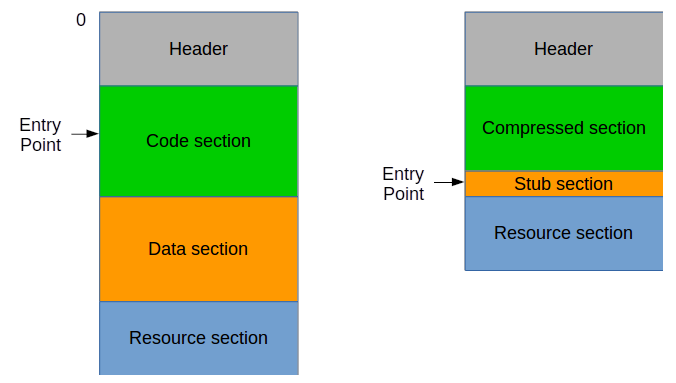 0
Header
Entry
Point
Code section
Data section
Resource section
Header
Compressed section
Entry
Point
Stub section
Resource section